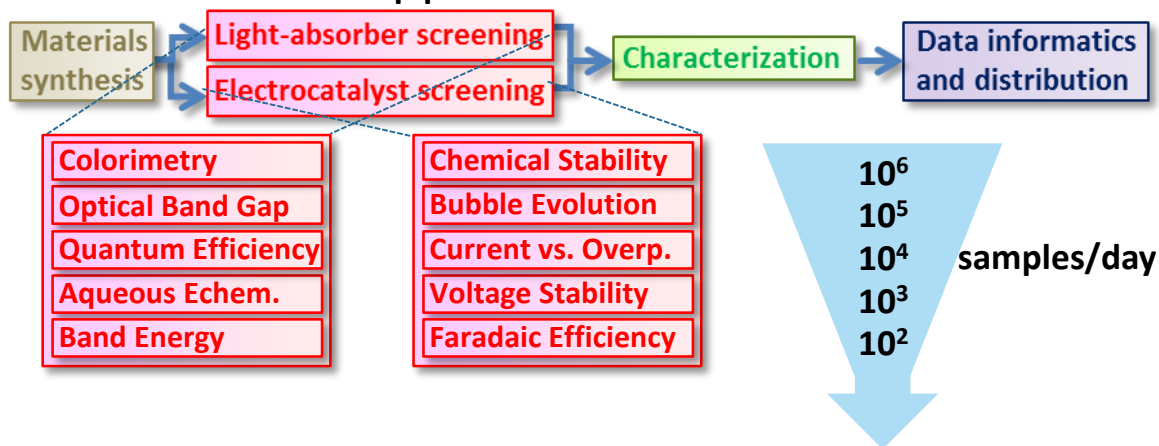 Materials
synthesis
Light-absorber screening
Electrocatalyst screening
Characterization
Data informatics
and distribution
Colorimetry
Optical Band Gap
Quantum Efficiency
Aqueous Echem.
Band Energy
Chemical Stability
Bubble Evolution
Current vs. Overp.
Voltage Stability
Faradaic Efficiency
10⁶
10⁵
10⁴ samples/day
10³
10²